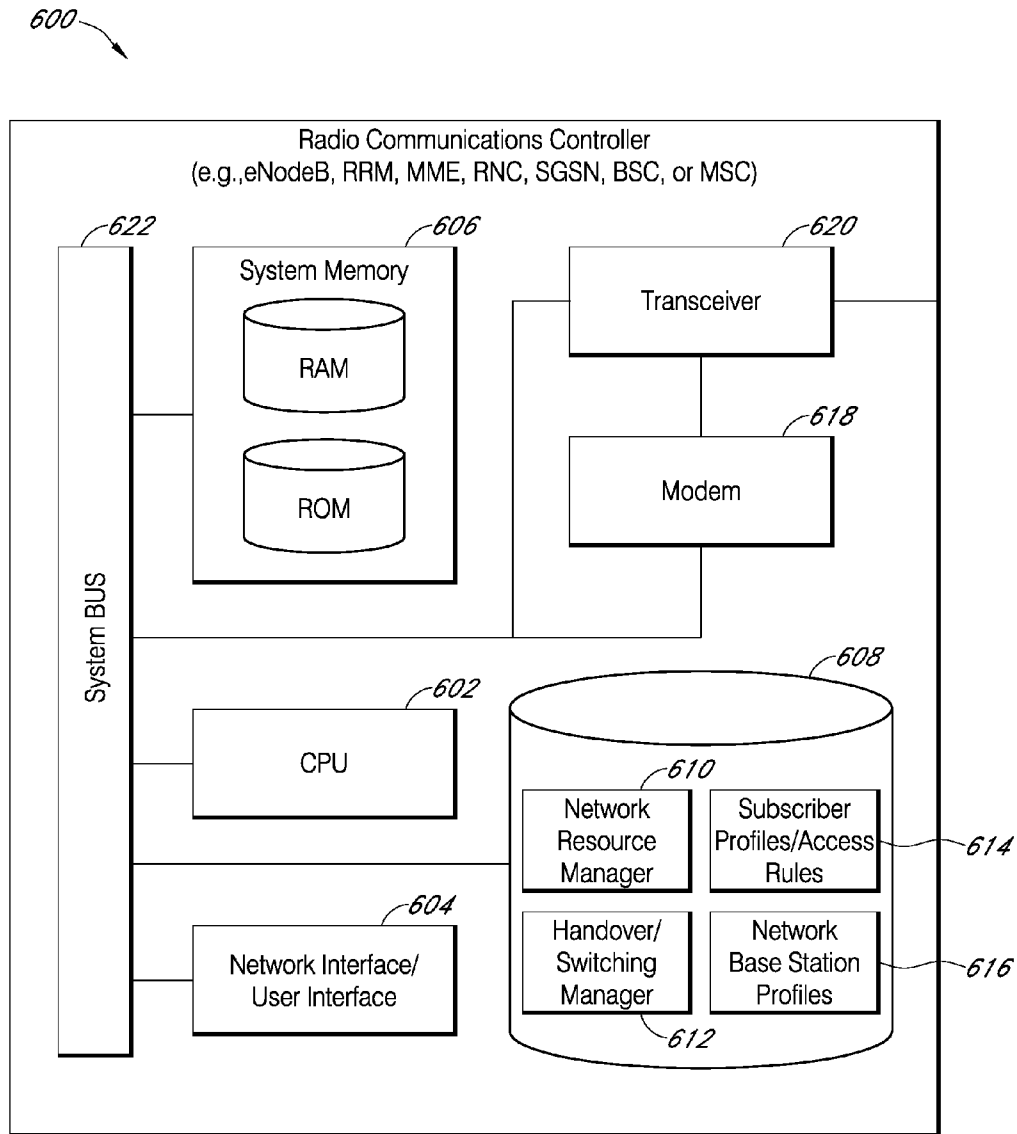 600
Radio Communications Controller
(e.g.,eNodeB, RRM, MME, RNC, SGSN, BSC, or MSC)
622
606
620
System Memory
RAM
ROM
Transceiver
618
Modem
System BUS
608
602
CPU
610
Network
Resource
Manager
Subscriber
Profiles/Access
Rules
614
604
Network Interface/
User Interface
Handover/
Switching
Manager
612
Network
Base Station
Profiles
616